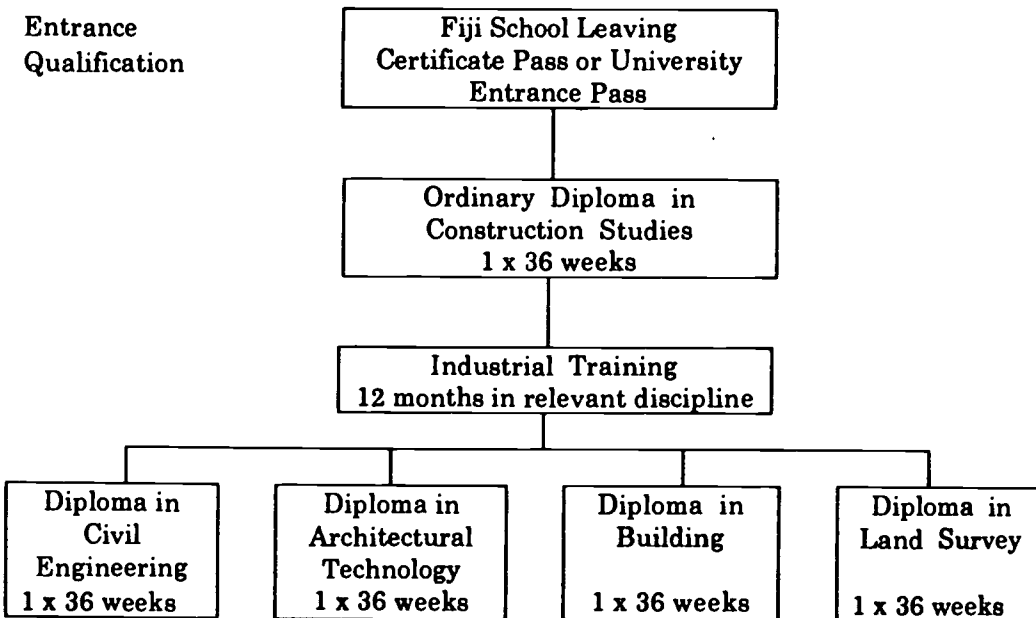 Entrance
Qualification
Fiji School Leaving
Certificate Pass or University
Entrance Pass
Ordinary Diploma in
Construction Studies
1 x 36 weeks
Industrial Training
12 months in relevant discipline
Diploma in
Civil
Engineering
1 x 36 weeks
Diploma in
Architectural
Technology
1 x 36 weeks
Diploma in
Building
1 x 36 weeks
Diploma in
Land Survey
1 x 36 weeks